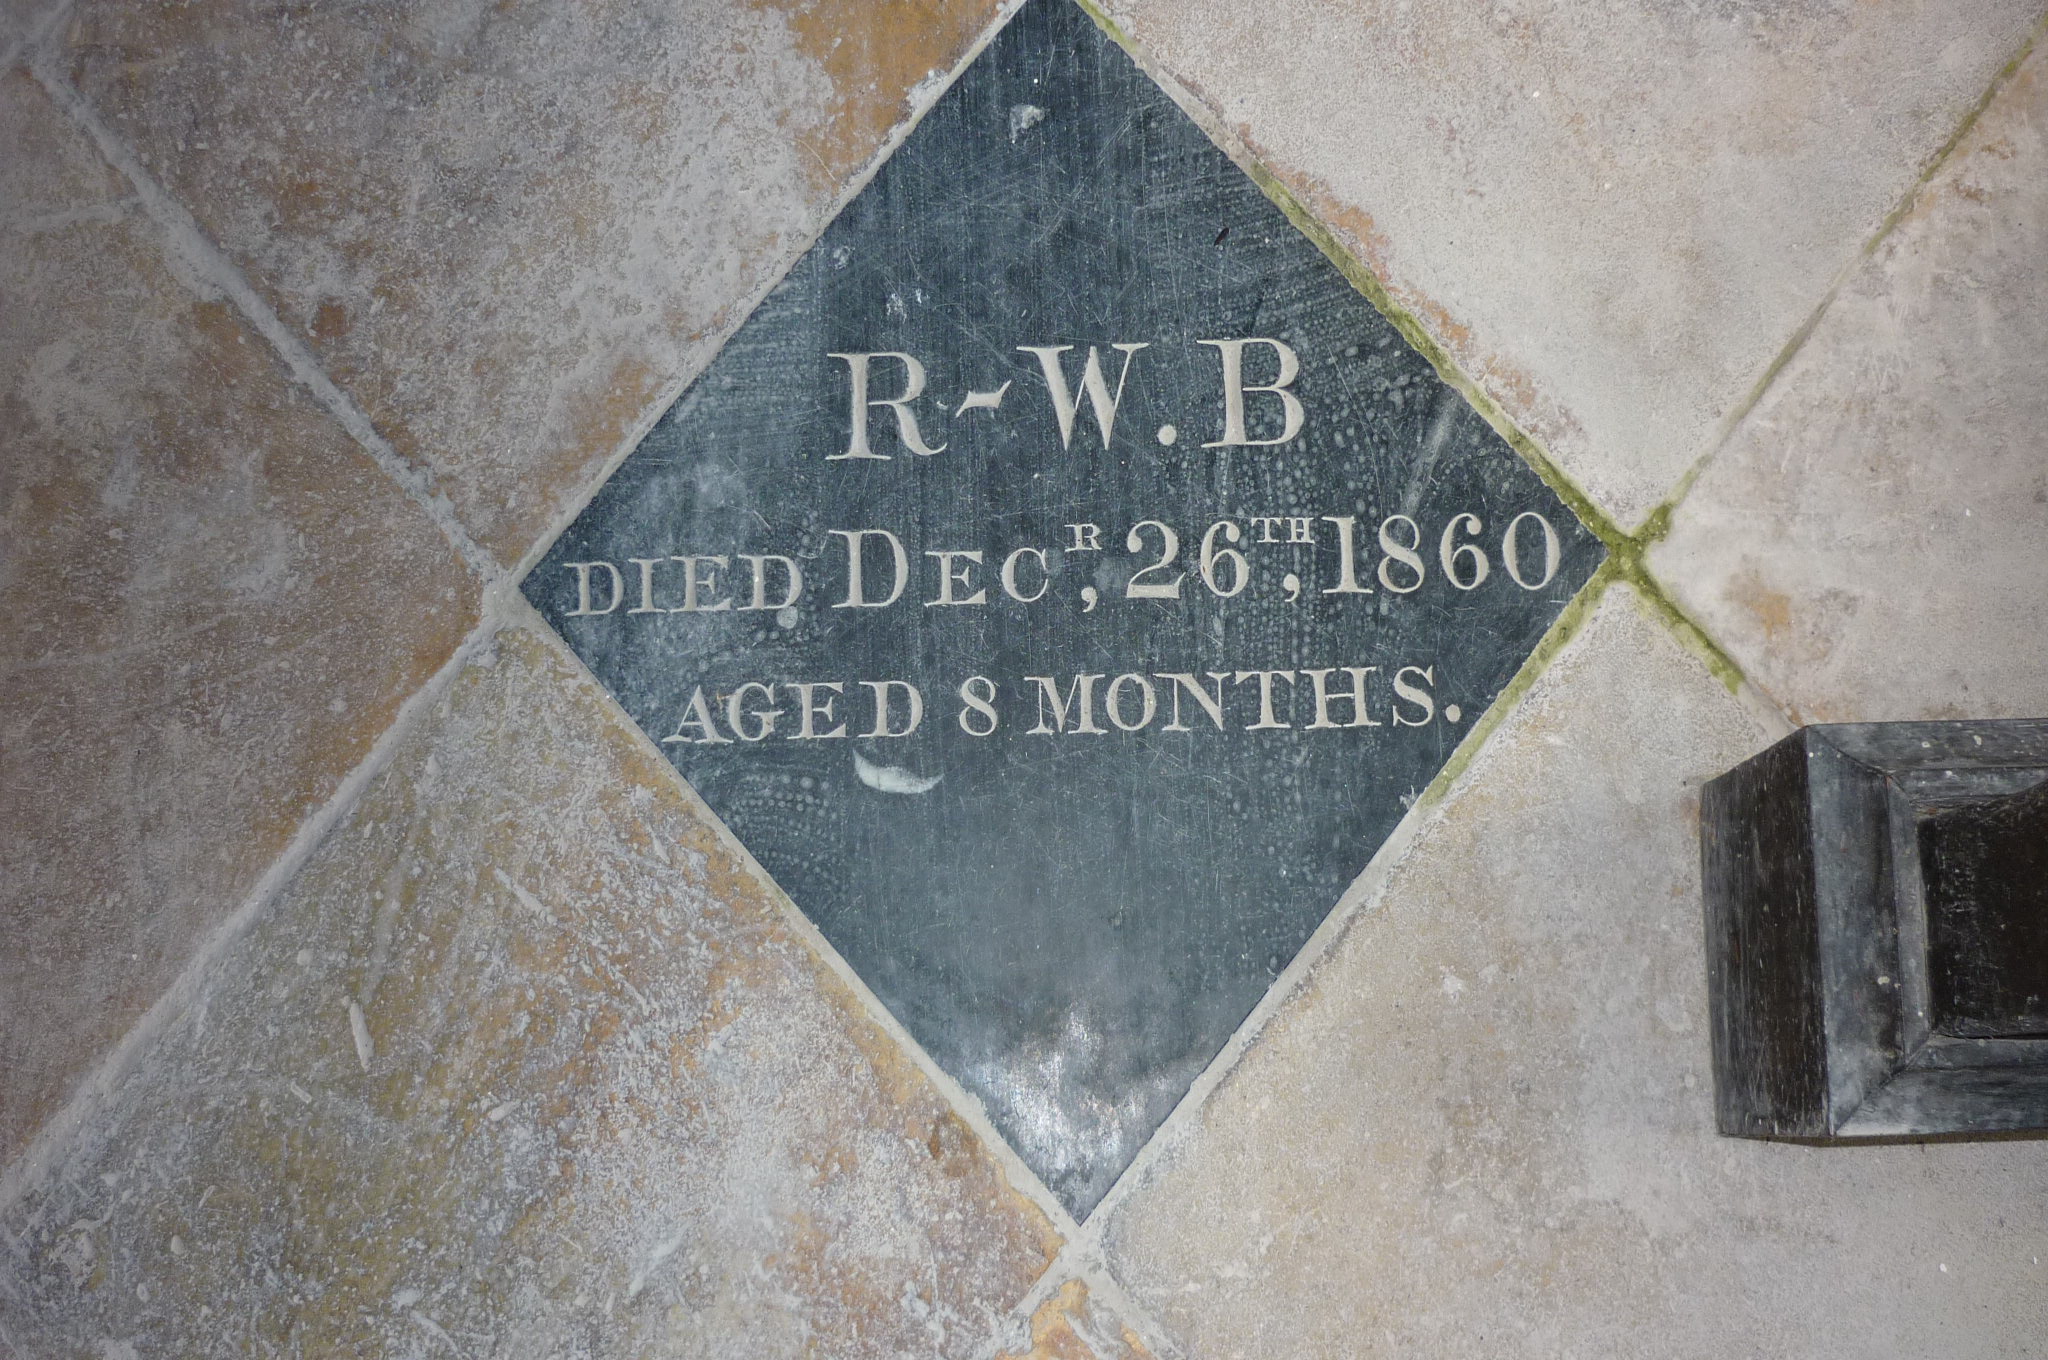 R-W.B
DIED DECR, 26TH, 1860
AGED 8 MONTHS.